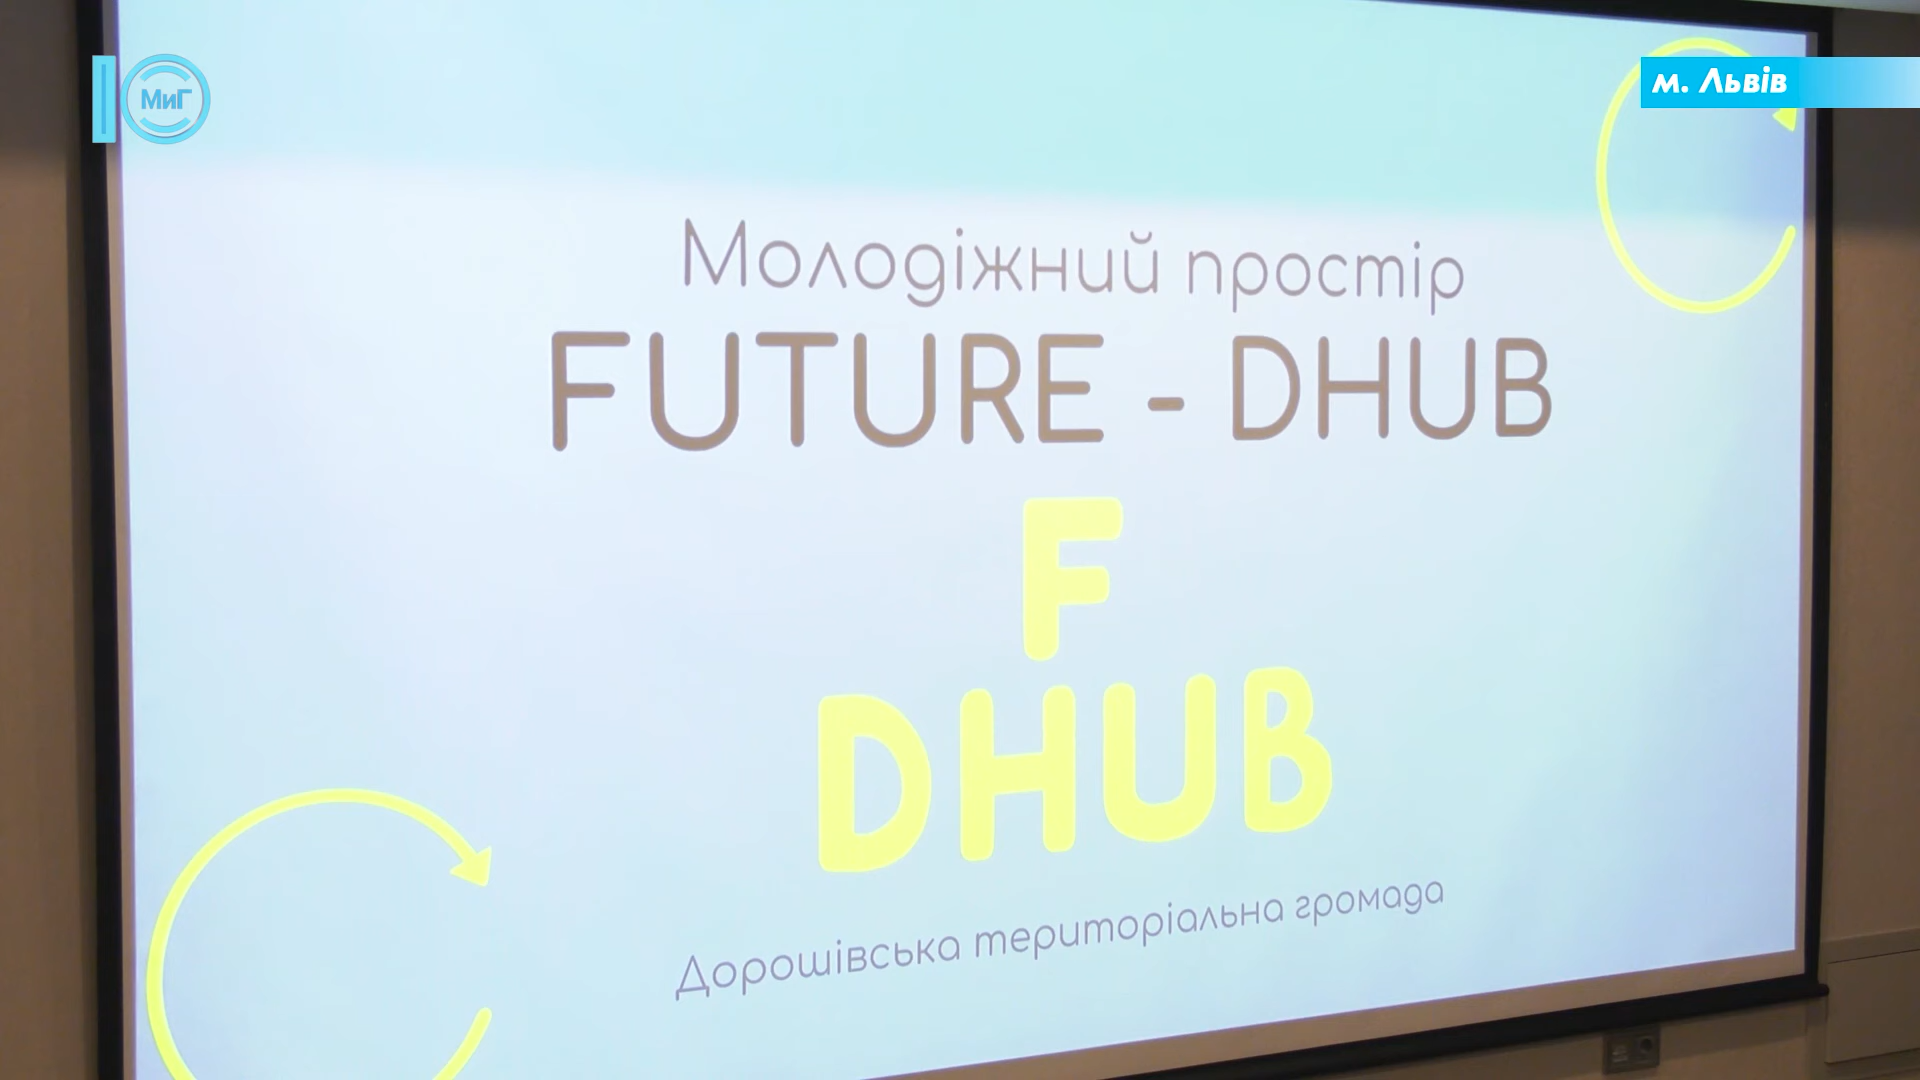 МиГ
м. Львів
Молодіжний простір
FUTURE - DHUB
F
DHUB
Дорошівська територіальна громада